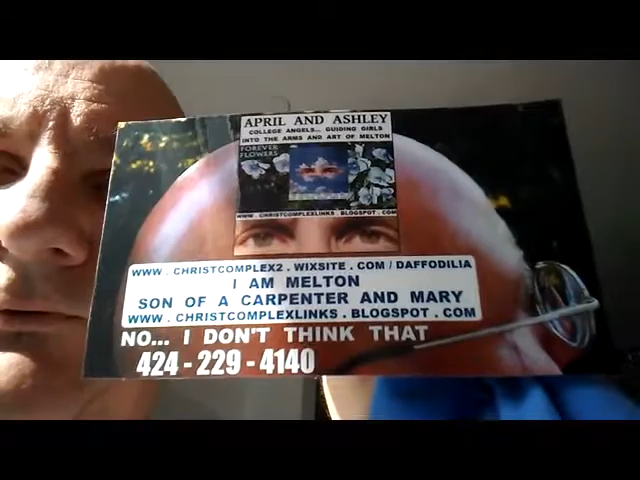 APRIL AND ASHLEY
COLLEGE ANGELS... GUIDING GIRLS
INTO THE ARMS AND ART OF MELTON
FOREVER
FLOWERS
WWW . CHRISTCOMPLEXLINKS . BLOGSPOT . COM
WWW . CHRISTCOMPLEX2 . WIXSITE . COM / DAFFODILIA
I AM MELTON
SON OF A CARPENTER AND MARY
WWW . CHRISTCOMPLEXLINKS . BLOGSPOT . COM
NO... I DON'T THINK THAT
424 - 229 - 4140